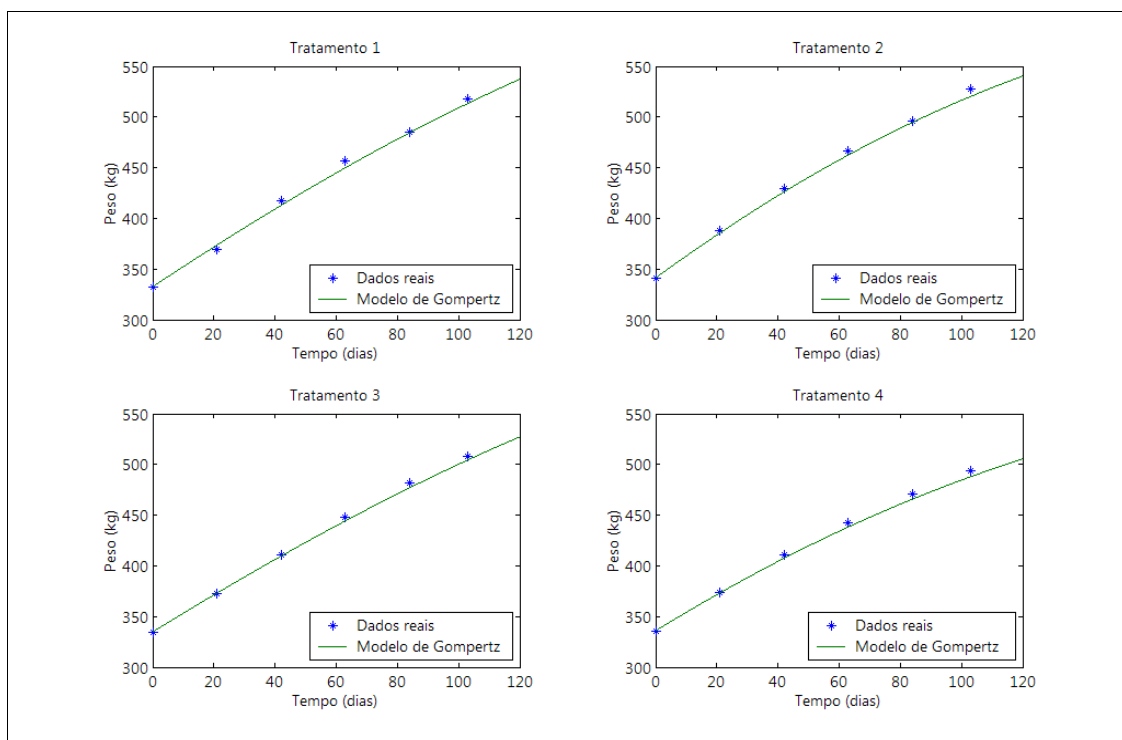 Tratamento 1
550
500
450
400
350
300
Peso (kg)
Dados reais
Modelo de Gompertz
0 20 40 60 80 100 120
Tempo (dias)
Tratamento 2
550
500
450
400
350
300
Peso (kg)
Dados reais
Modelo de Gompertz
0 20 40 60 80 100 120
Tempo (dias)
Tratamento 3
550
500
450
400
350
300
Peso (kg)
Dados reais
Modelo de Gompertz
0 20 40 60 80 100 120
Tempo (dias)
Tratamento 4
550
500
450
400
350
300
Peso (kg)
Dados reais
Modelo de Gompertz
0 20 40 60 80 100 120
Tempo (dias)